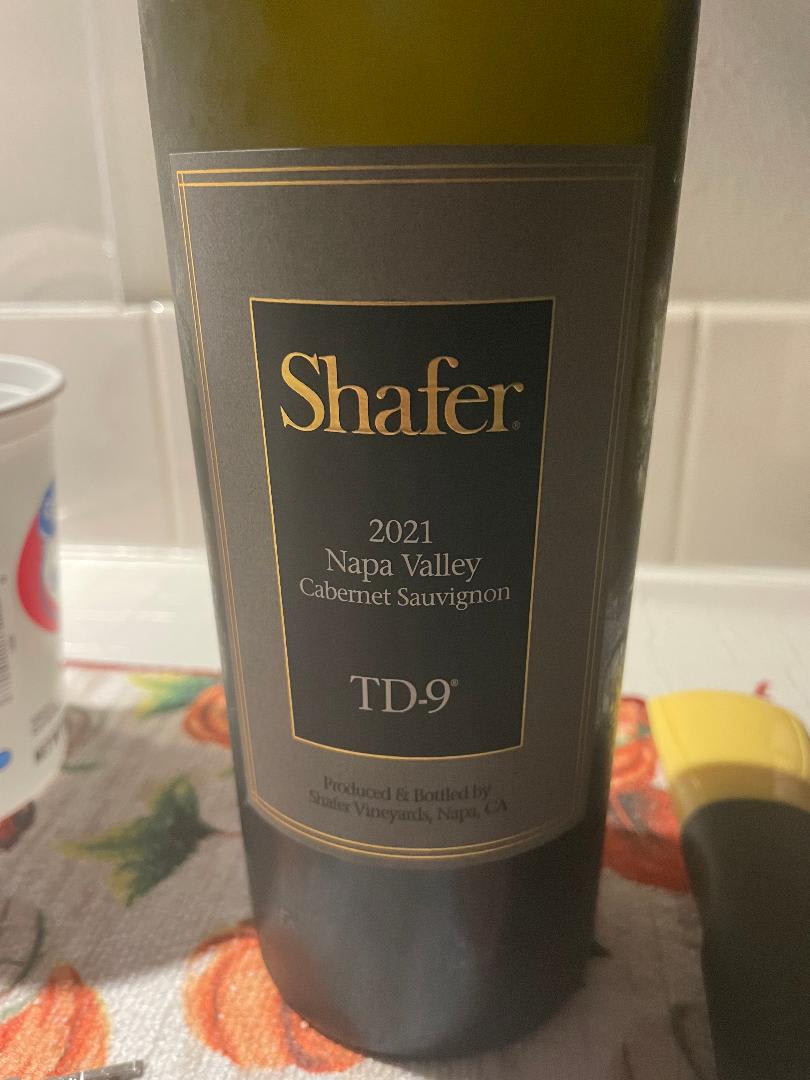 Shafer®
2021
Napa Valley
Cabernet Sauvignon
TD-9®
Produced & Bottled by
Shafer Vineyards, Napa, CA